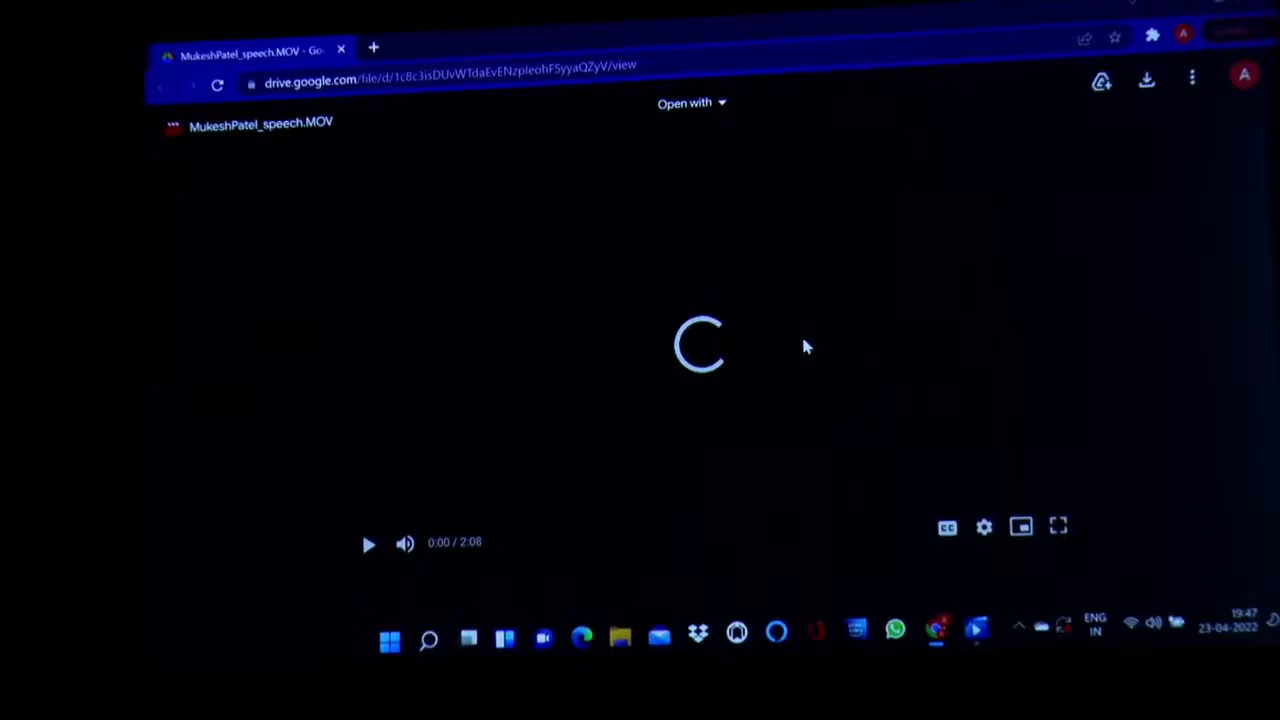 MukeshPatel_speech.MOV - Go
drive.google.com/file/d/1c8c3isDUvWTdaEvENzpleohFSyyaQZyV/view
A
Open with
A
MukeshPatel_speech.MOV
0:00 / 2:08
CC
ENG
IN
19:47
23-04-2022